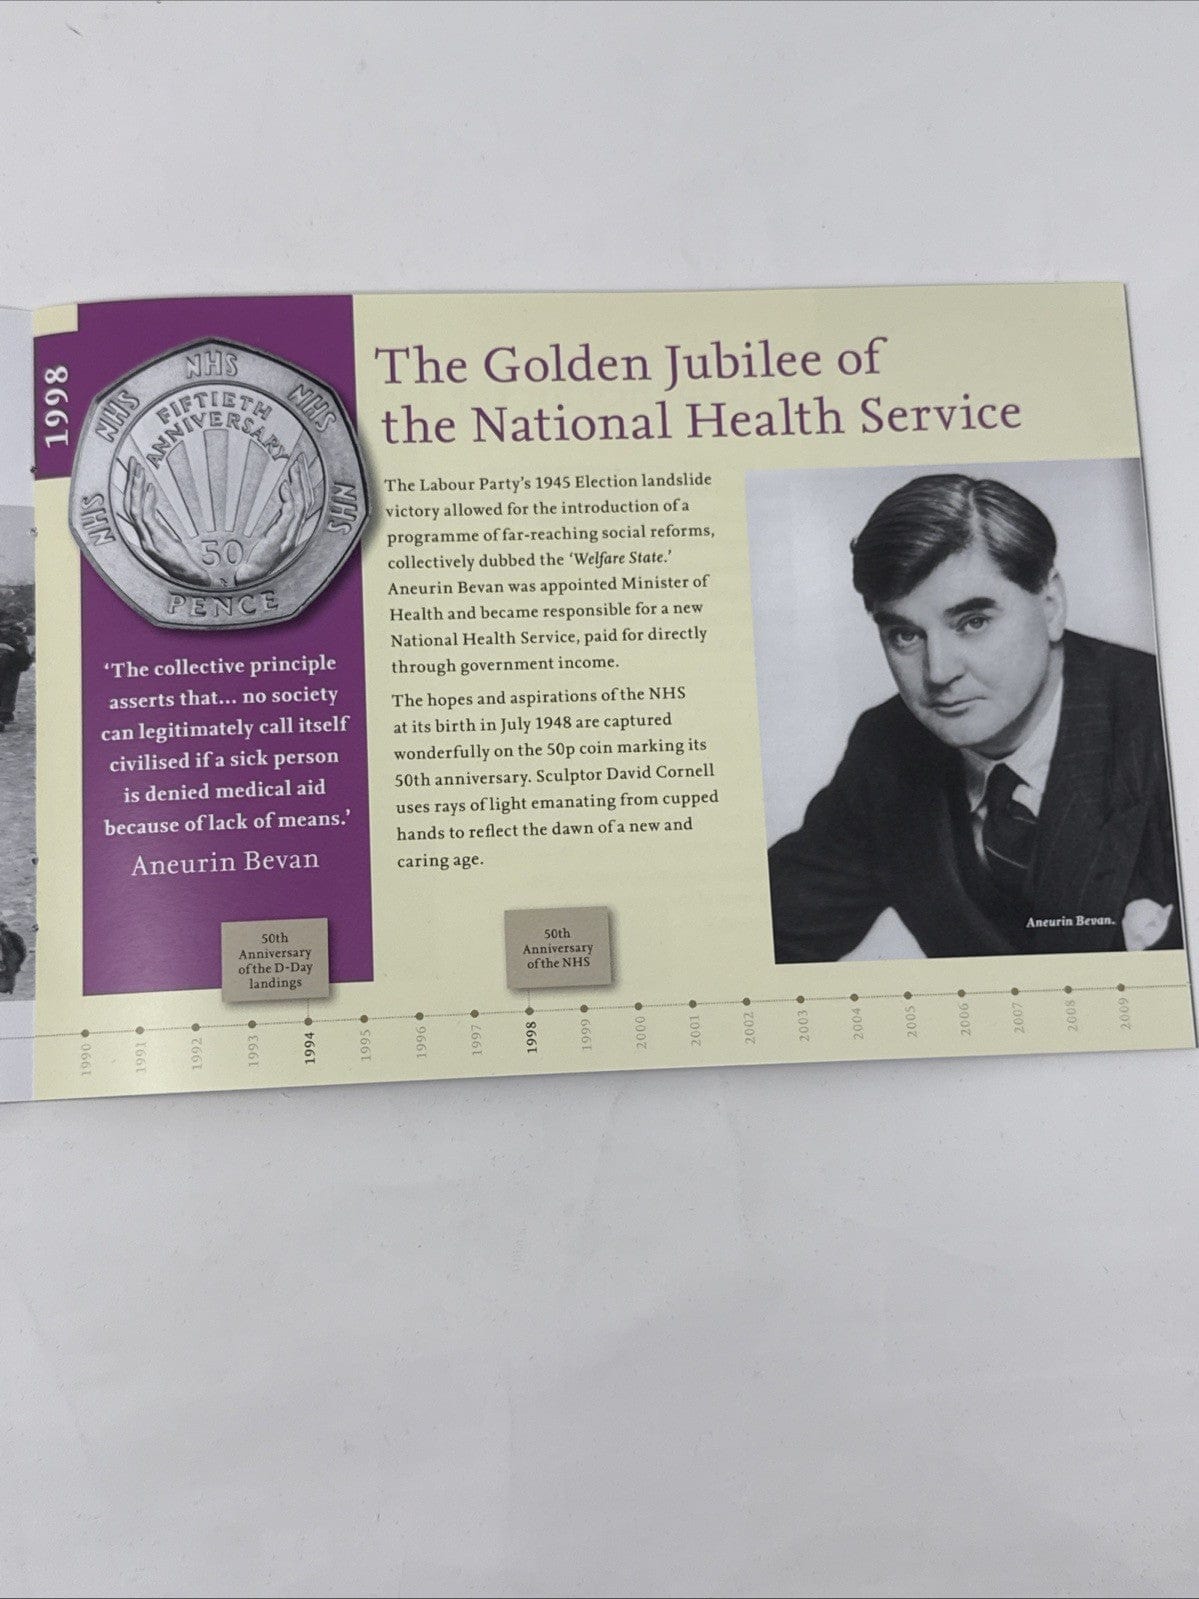 1998
NHS
NHS
NHS
NHS
NHS
FIFTIETH
ANNIVERSARY
50
PENCE
'The collective principle
asserts that... no society
can legitimately call itself
civilised if a sick person
is denied medical aid
because of lack of means.'
Aneurin Bevan
The Golden Jubilee of
the National Health Service
The Labour Party's 1945 Election landslide
victory allowed for the introduction of a
programme of far-reaching social reforms,
collectively dubbed the 'Welfare State.'
Aneurin Bevan was appointed Minister of
Health and became responsible for a new
National Health Service, paid for directly
through government income.
The hopes and aspirations of the NHS
at its birth in July 1948 are captured
wonderfully on the 50p coin marking its
50th anniversary. Sculptor David Cornell
uses rays of light emanating from cupped
hands to reflect the dawn of a new and
caring age.
Aneurin Bevan.
50th
Anniversary
of the D-Day
landings
50th
Anniversary
of the NHS
1990 1991 1992 1993 1994 1995 1996 1997 1998 1999 2000 2001 2002 2003 2004 2005 2006 2007 2008 2009